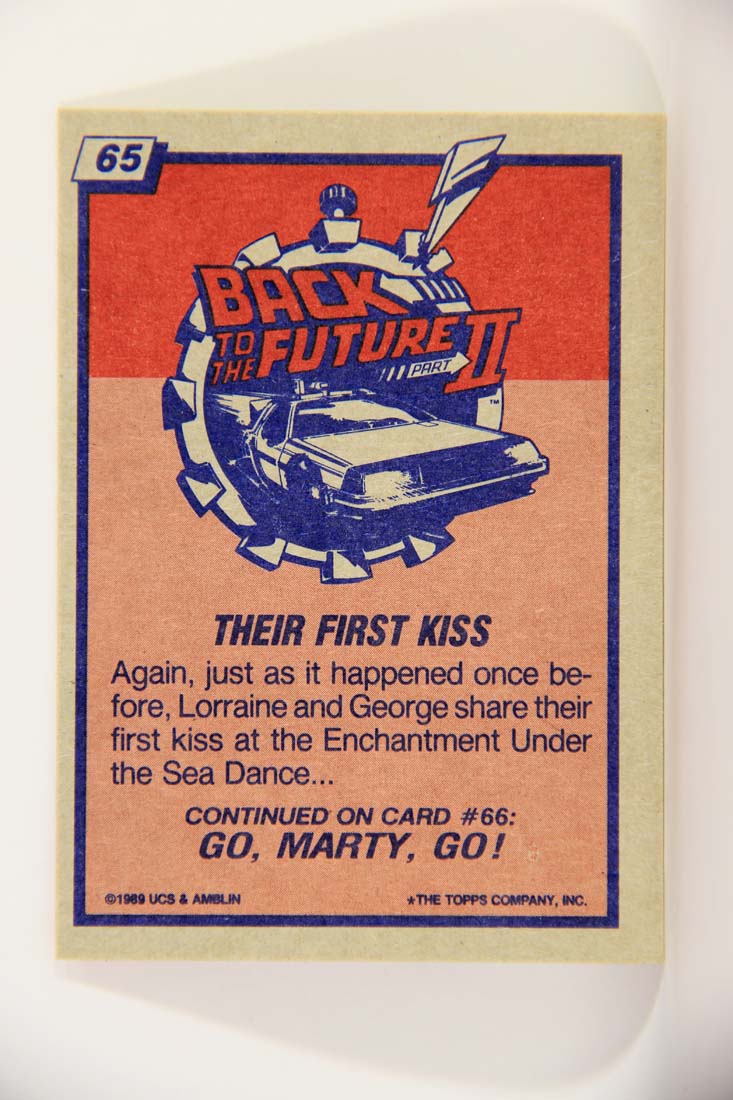 65
BACK
TO
THE FUTURE
PART II
TM
THEIR FIRST KISS
Again, just as it happened once be-
fore, Lorraine and George share their
first kiss at the Enchantment Under
the Sea Dance...
CONTINUED ON CARD #66:
GO, MARTY, GO!
©1989 UCS & AMBLIN
*THE TOPPS COMPANY, INC.